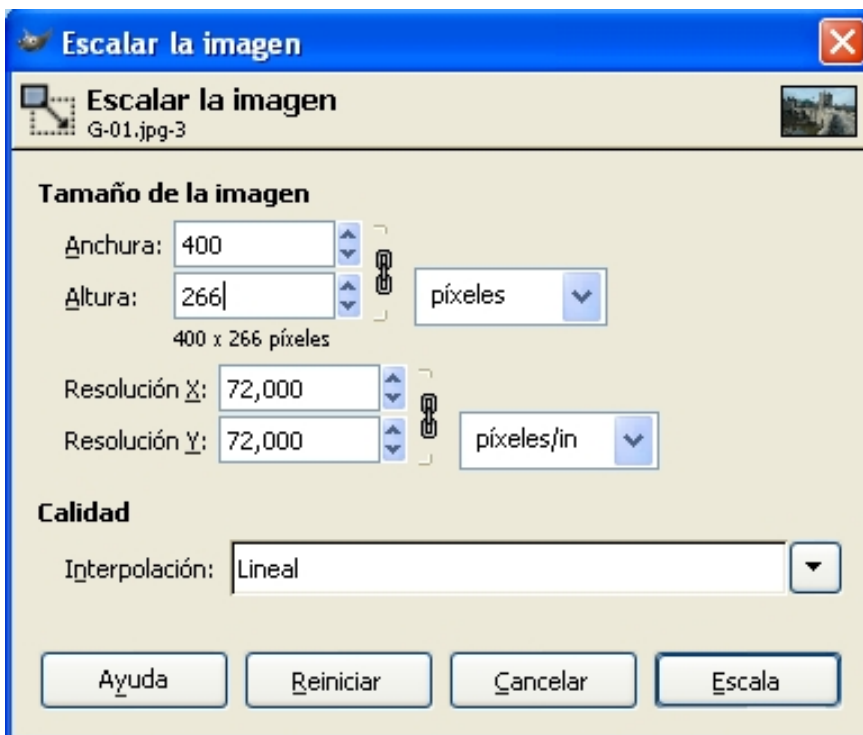 Escalar la imagen
Escalar la imagen
G-01.jpg-3
Tamaño de la imagen
Anchura: 400
Altura: 266 píxeles
400 x 266 píxeles
Resolución X: 72,000
Resolución Y: 72,000 píxeles/in
Calidad
Interpolación: Lineal
Ayuda Reiniciar Cancelar Escala